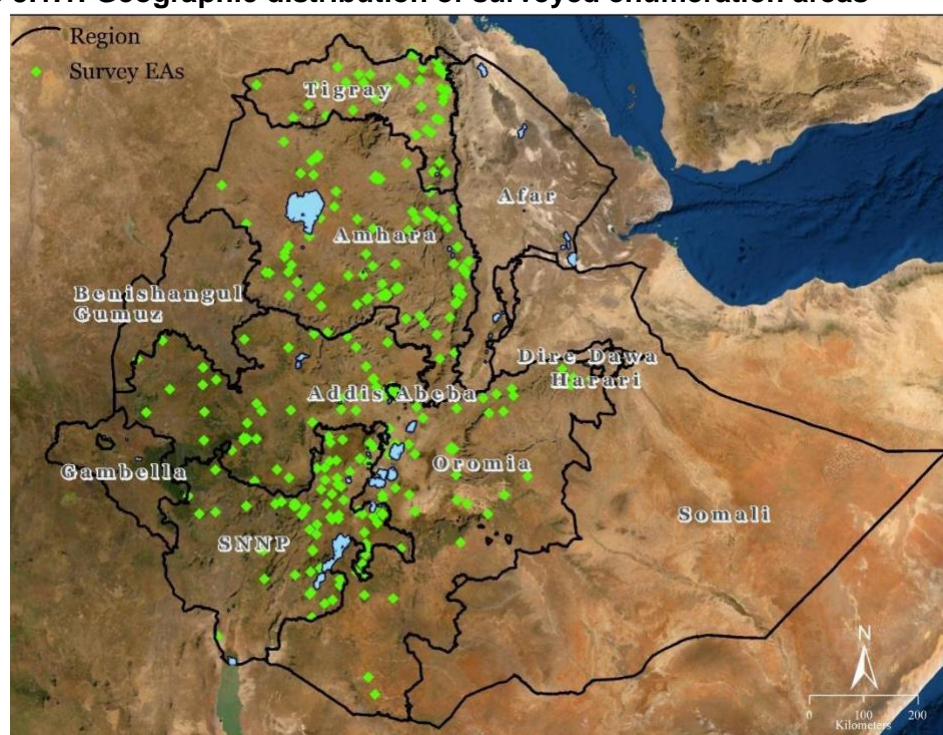 Region
Survey EAs
Tigray
Afar
Amhara
Benishangul
Gumuz
Dire Dawa
Harari
Addis Abeba
Gambella
Oromia
SNNP
Somali
N
0 100 200
Kilometers